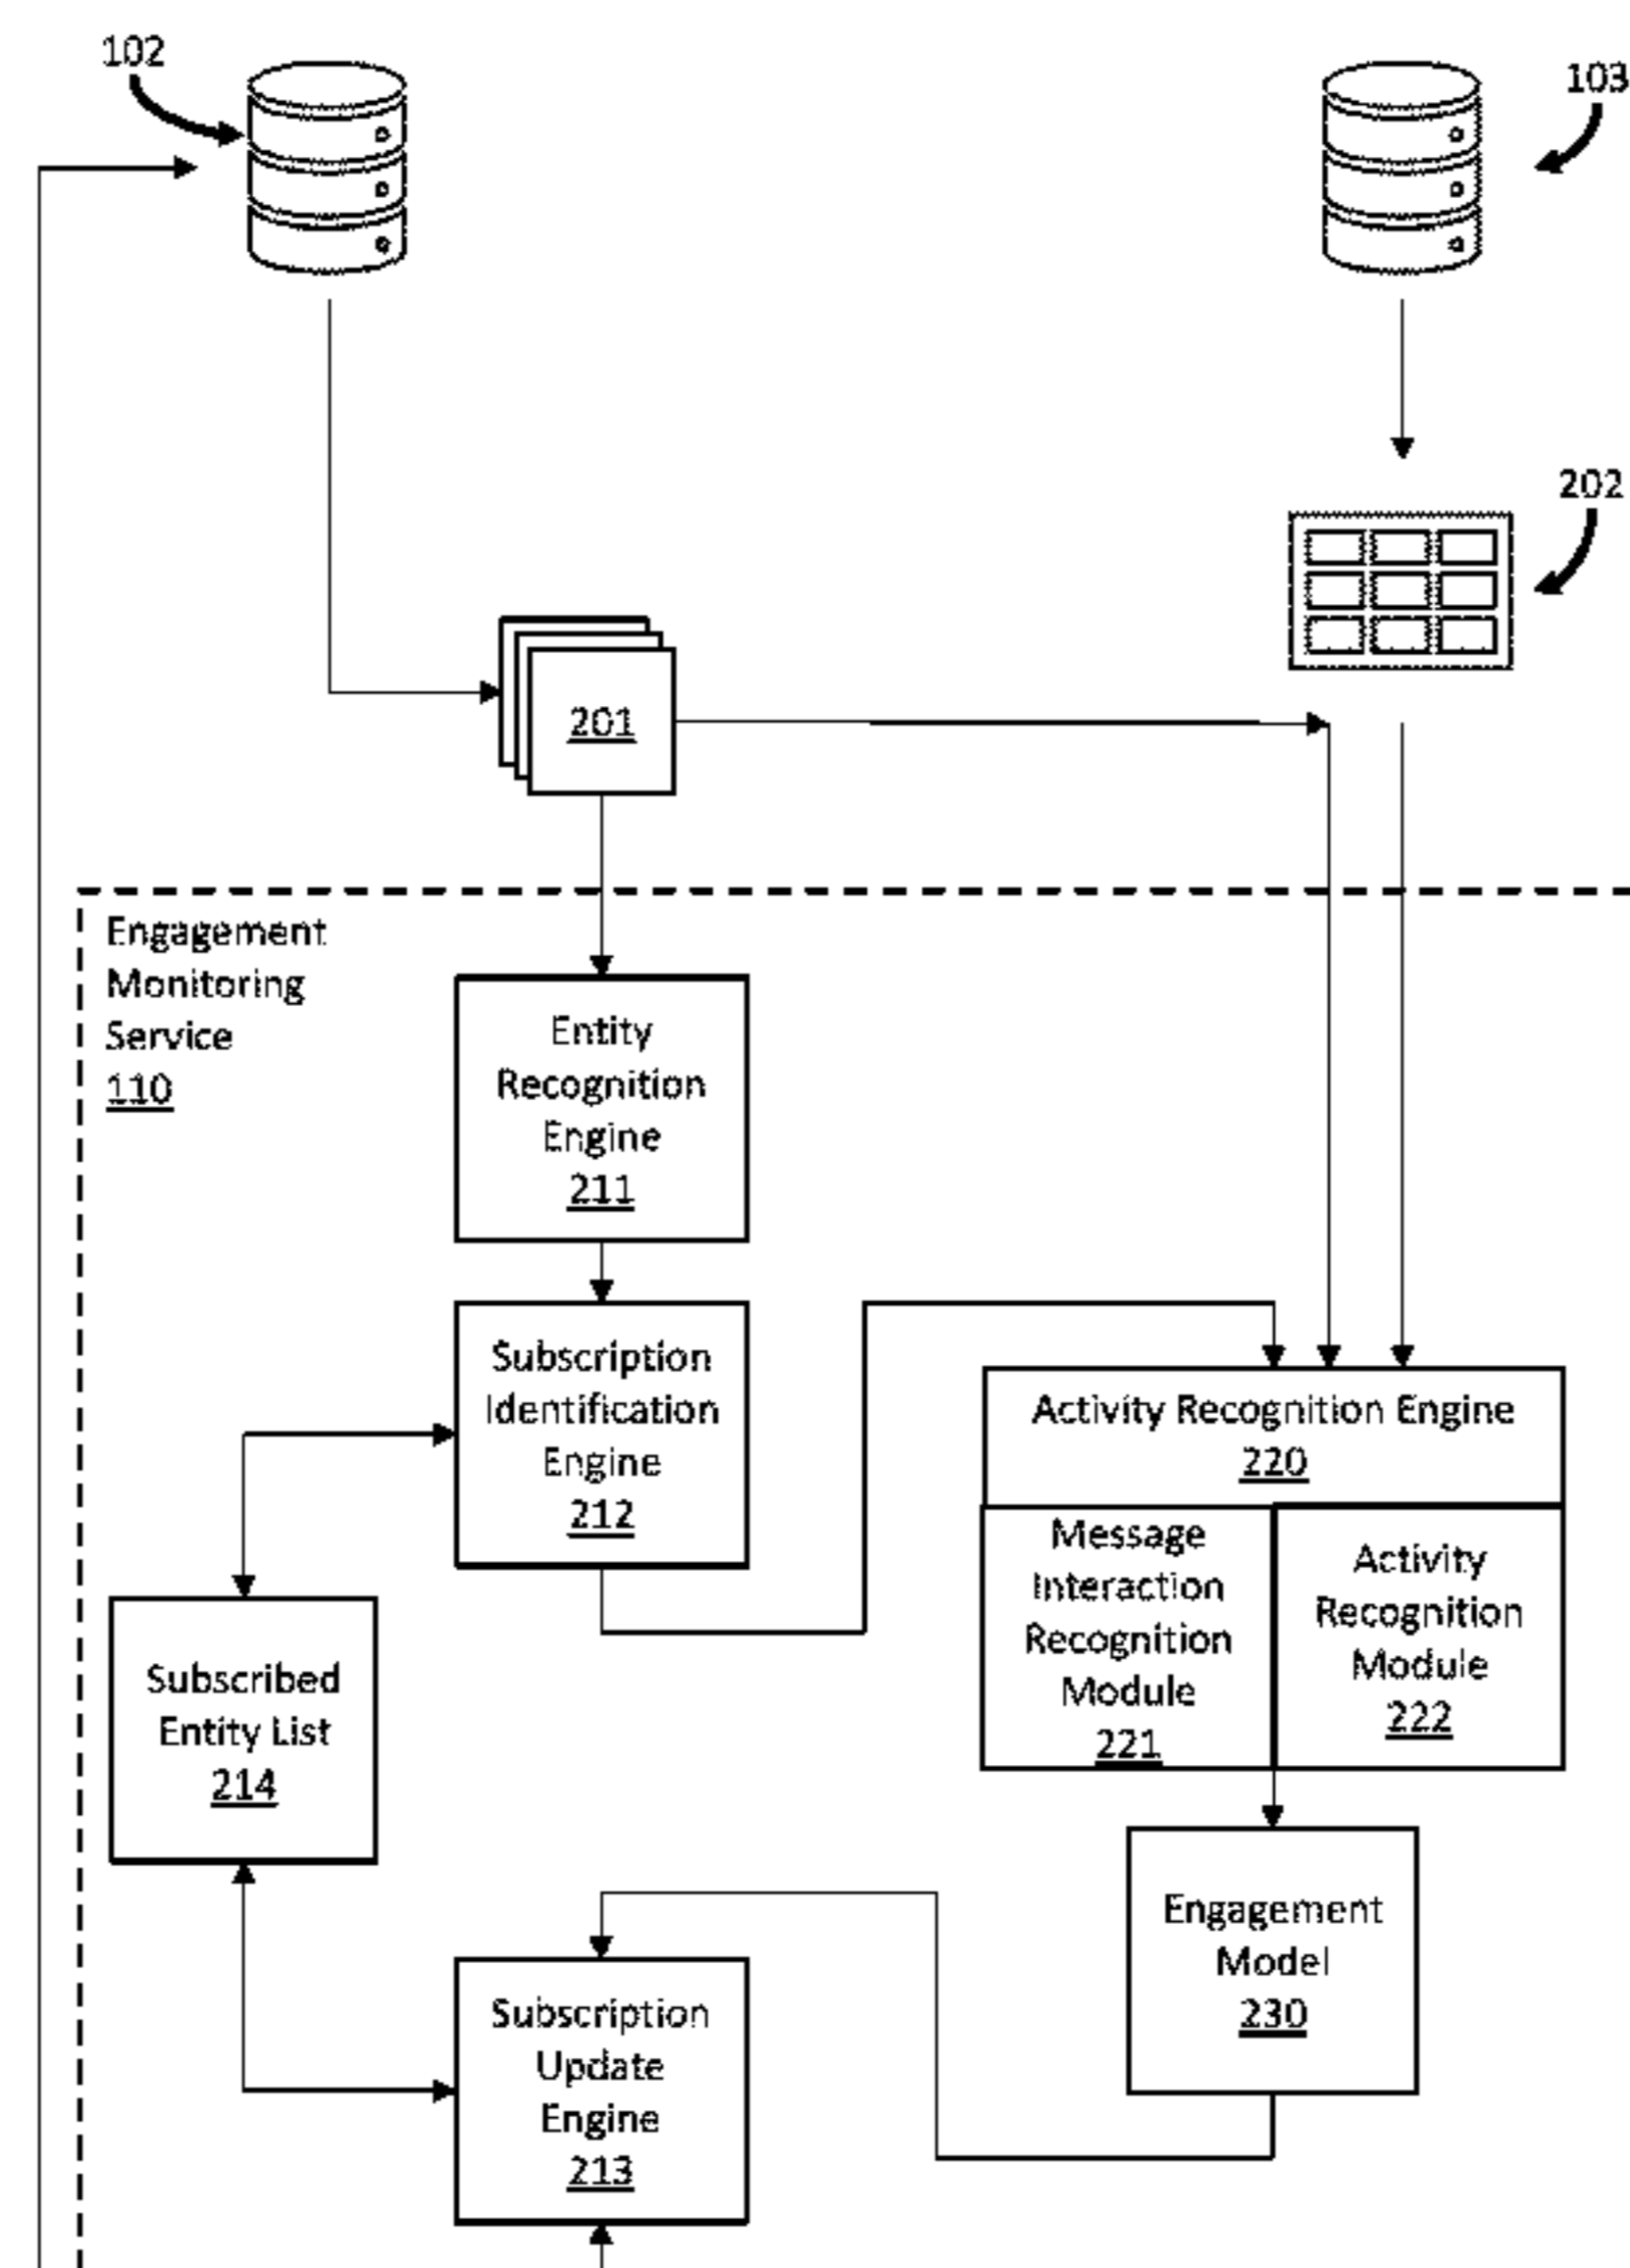 102
103
202
201
Engagement
Monitoring
Service
110
Entity
Recognition
Engine
211
Subscription
Identification
Engine
212
Activity Recognition Engine
220
Message
Interaction
Recognition
Module
221
Activity
Recognition
Module
222
Subscribed
Entity List
214
Engagement
Model
230
Subscription
Update
Engine
213